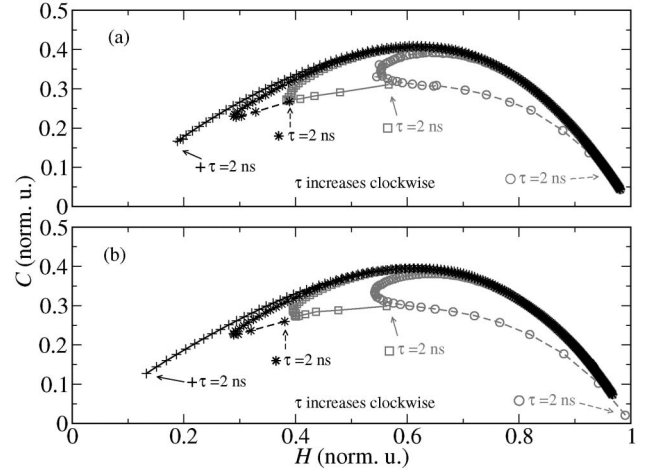 0.5
(a)
0.4
0.3
0.2
0.1
0
τ=2 ns
✱ τ=2 ns
+ τ=2 ns
□ τ=2 ns
○ τ=2 ns
τ increases clockwise
C (norm. u.)
0.5
(b)
0.4
0.3
0.2
0.1
0
✱ τ=2 ns
+ τ=2 ns
□ τ=2 ns
○ τ=2 ns
τ increases clockwise
0 0.2 0.4 0.6 0.8 1
H (norm. u.)